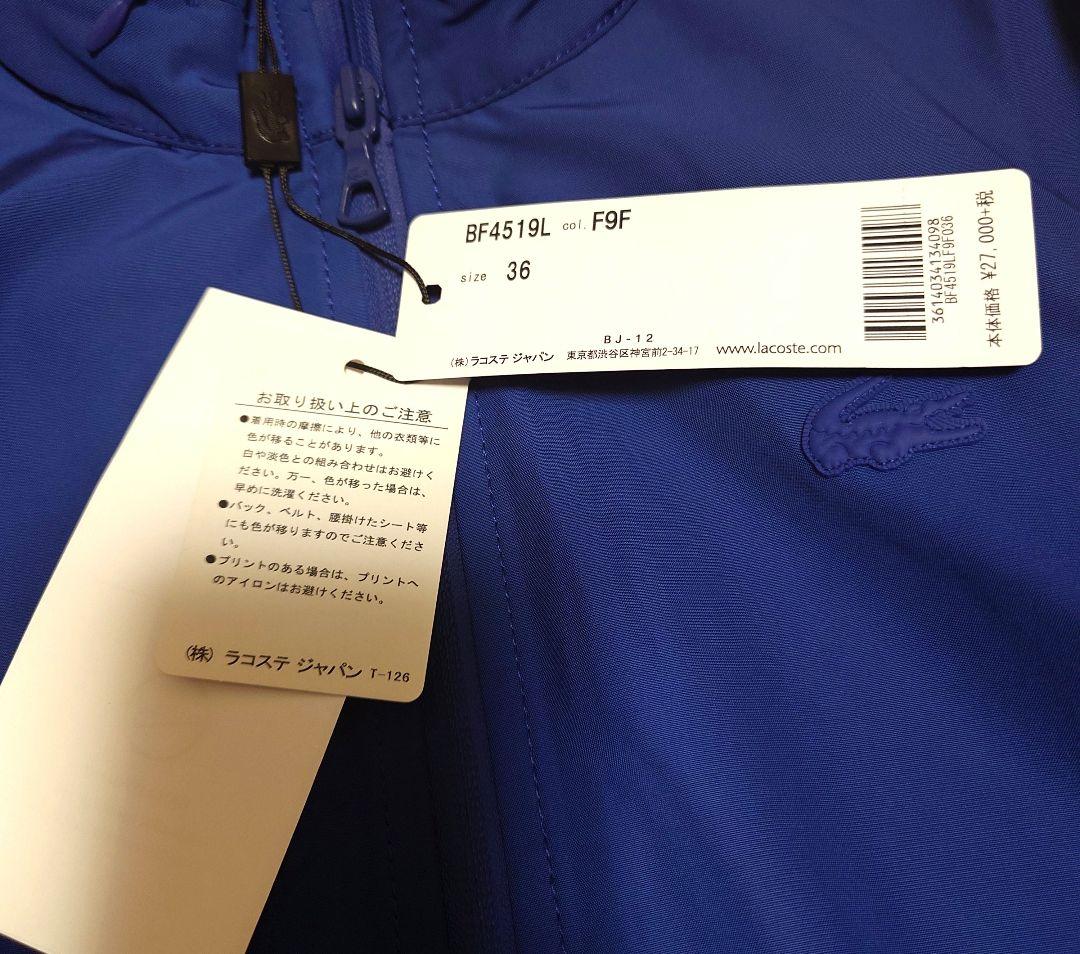 BF4519L col. F9F
size 36
BJ-12
(株)ラコステ ジャパン 東京都渋谷区神宮前2-34-17 www.lacoste.com
3614034134098
BF4519LF9F036
本体価格 ¥27,000+税
お取り扱い上のご注意
●着用時の摩擦により、他の衣類等に
色が移ることがあります。
白や淡色との組み合わせはお避けく
ださい。万一、色が移った場合は、
早めに洗濯ください。
●バック、ベルト、腰掛けたシート等
にも色が移りますのでご注意くださ
い。
●プリントのある場合は、プリントへ
のアイロンはお避けください。
(株) ラコステ ジャパン T-126